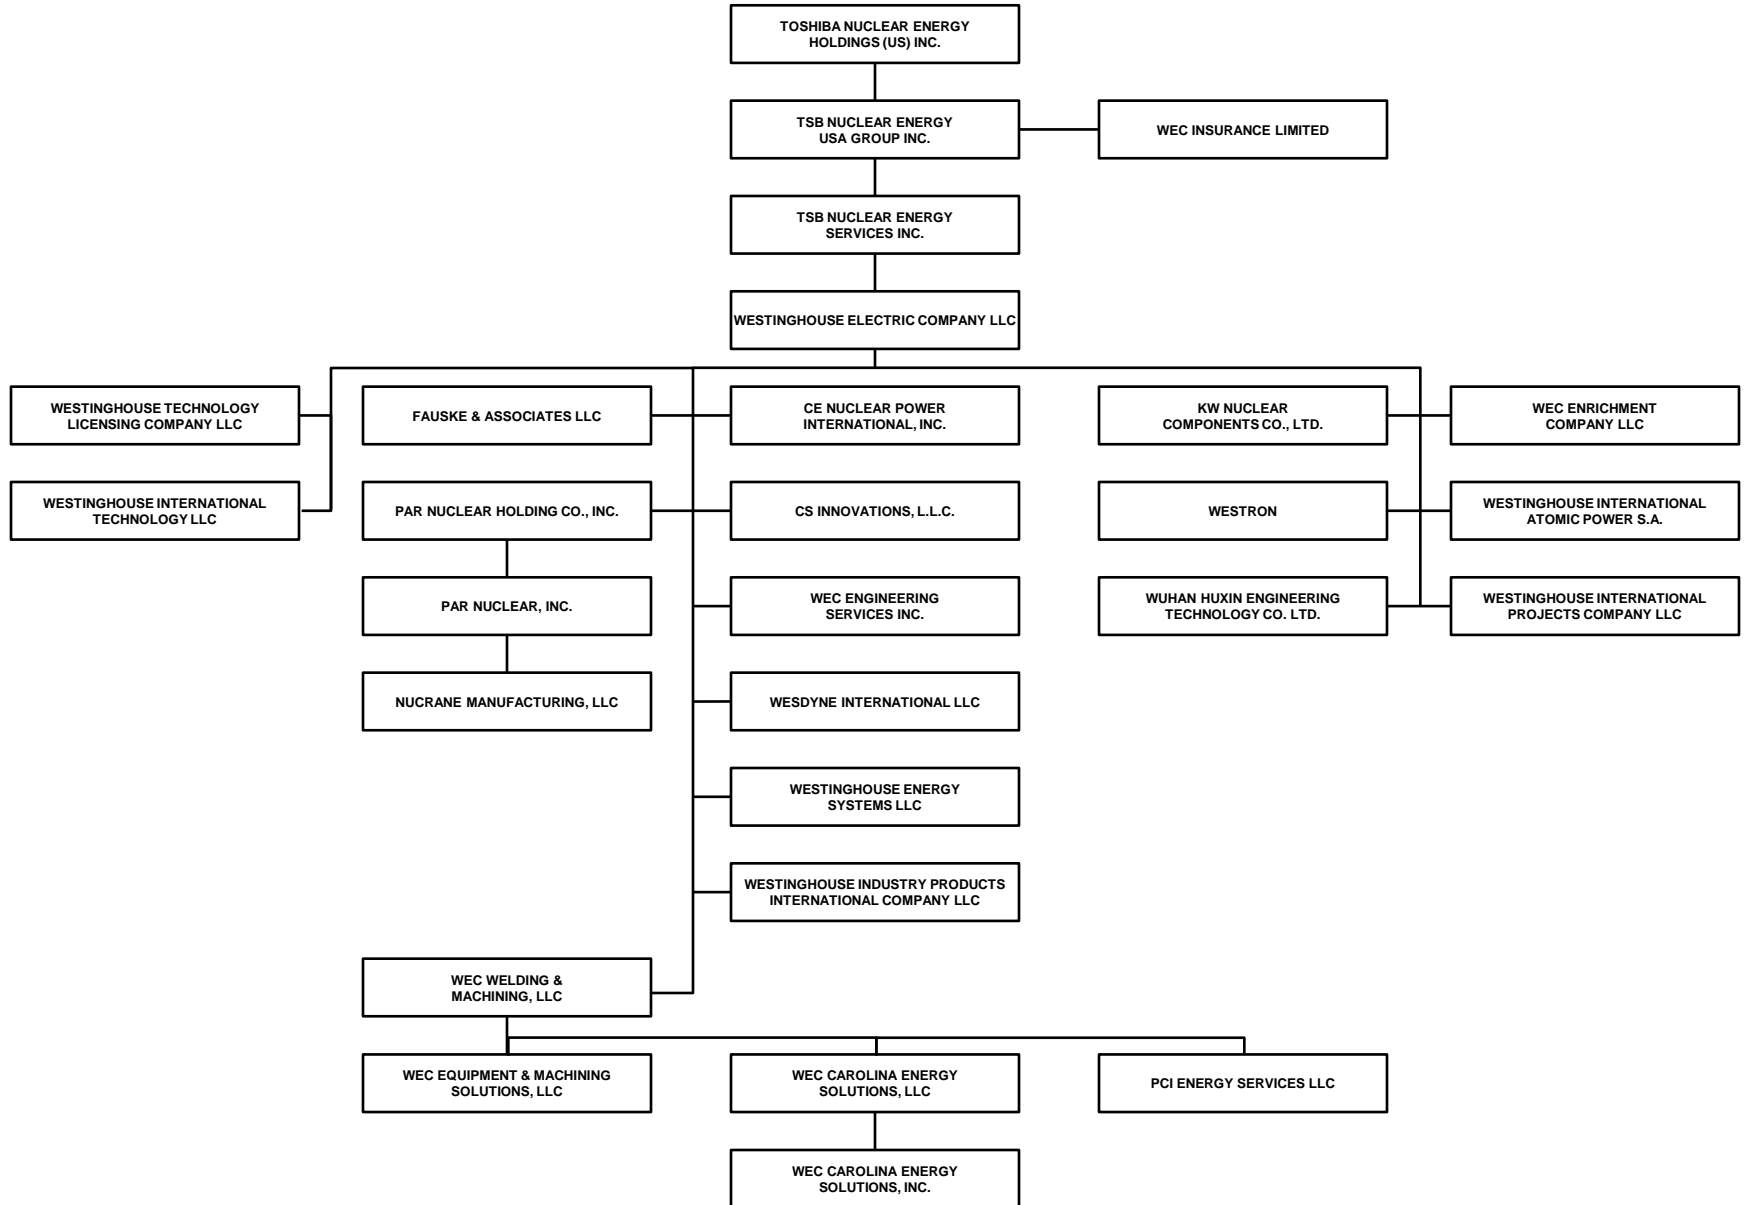 TOSHIBA NUCLEAR ENERGY
HOLDINGS (US) INC.
TSB NUCLEAR ENERGY
USA GROUP INC.
WEC INSURANCE LIMITED
TSB NUCLEAR ENERGY
SERVICES INC.
WESTINGHOUSE ELECTRIC COMPANY LLC
WESTINGHOUSE TECHNOLOGY
LICENSING COMPANY LLC
FAUSKE & ASSOCIATES LLC
CE NUCLEAR POWER
INTERNATIONAL, INC.
KW NUCLEAR
COMPONENTS CO., LTD.
WEC ENRICHMENT
COMPANY LLC
WESTINGHOUSE INTERNATIONAL
TECHNOLOGY LLC
PAR NUCLEAR HOLDING CO., INC.
CS INNOVATIONS, L.L.C.
WESTRON
WESTINGHOUSE INTERNATIONAL
ATOMIC POWER S.A.
PAR NUCLEAR, INC.
WEC ENGINEERING
SERVICES INC.
WUHAN HUXIN ENGINEERING
TECHNOLOGY CO. LTD.
WESTINGHOUSE INTERNATIONAL
PROJECTS COMPANY LLC
NUCRANE MANUFACTURING, LLC
WESDYNE INTERNATIONAL LLC
WESTINGHOUSE ENERGY
SYSTEMS LLC
WESTINGHOUSE INDUSTRY PRODUCTS
INTERNATIONAL COMPANY LLC
WEC WELDING &
MACHINING, LLC
WEC EQUIPMENT & MACHINING
SOLUTIONS, LLC
WEC CAROLINA ENERGY
SOLUTIONS, LLC
PCI ENERGY SERVICES LLC
WEC CAROLINA ENERGY
SOLUTIONS, INC.